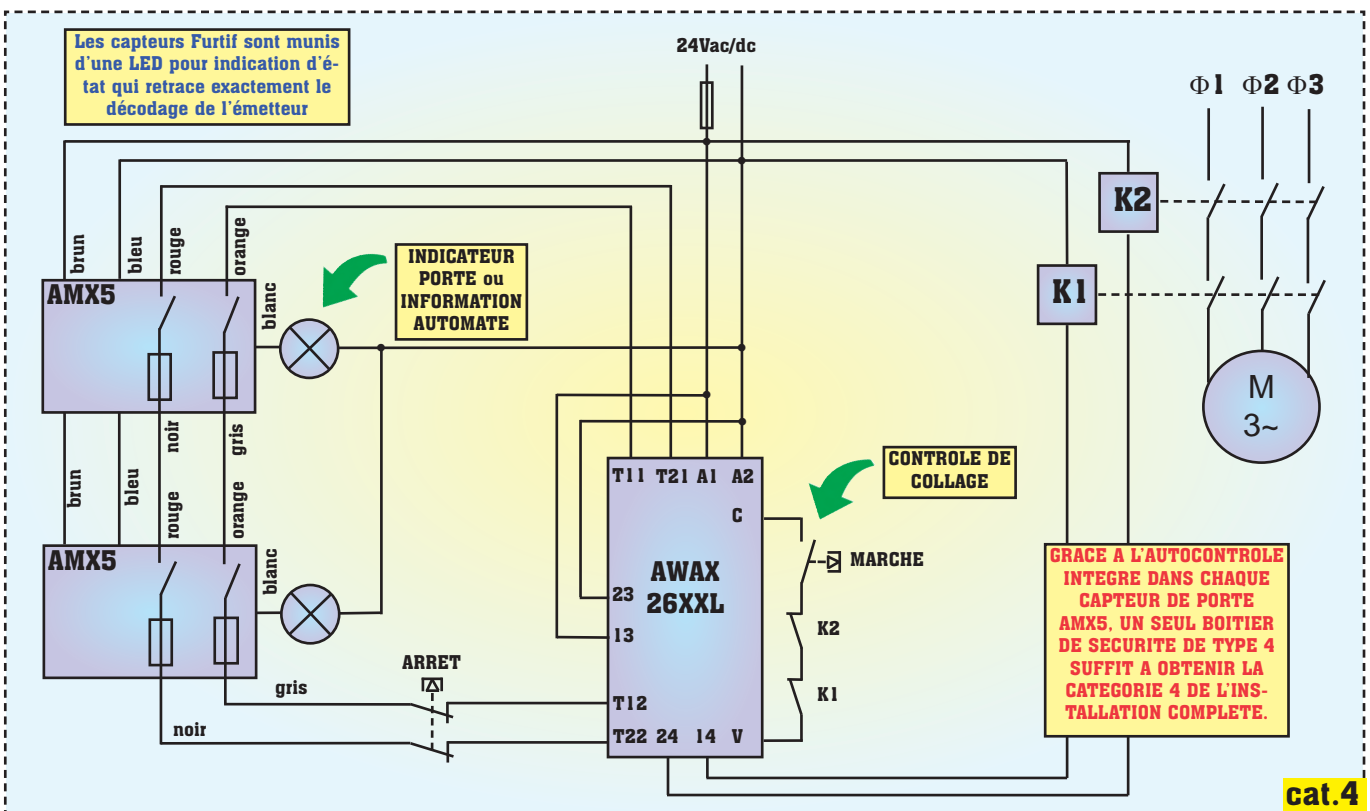 Les capteurs Furtif sont munis
d'une LED pour indication d'é-
tat qui retrace exactement le
décodage de l'émetteur
24Vac/dc
Φ1 Φ2 Φ3
K2
K1
M
3~
brun
bleu
rouge
orange
AMX5
blanc
INDICATEUR
PORTE ou
INFORMATION
AUTOMATE
noir
gris
brun
bleu
rouge
orange
AMX5
blanc
gris
noir
ARRET
T11 T21 A1 A2
C
AWAX
26XXL
23
13
T12
T22 24 14 V
CONTROLE DE
COLLAGE
MARCHE
K2
K1
GRACE A L'AUTOCONTROLE
INTEGRE DANS CHAQUE
CAPTEUR DE PORTE
AMX5, UN SEUL BOITIER
DE SECURITE DE TYPE 4
SUFFIT A OBTENIR LA
CATEGORIE 4 DE L'INS-
TALLATION COMPLETE.
cat.4